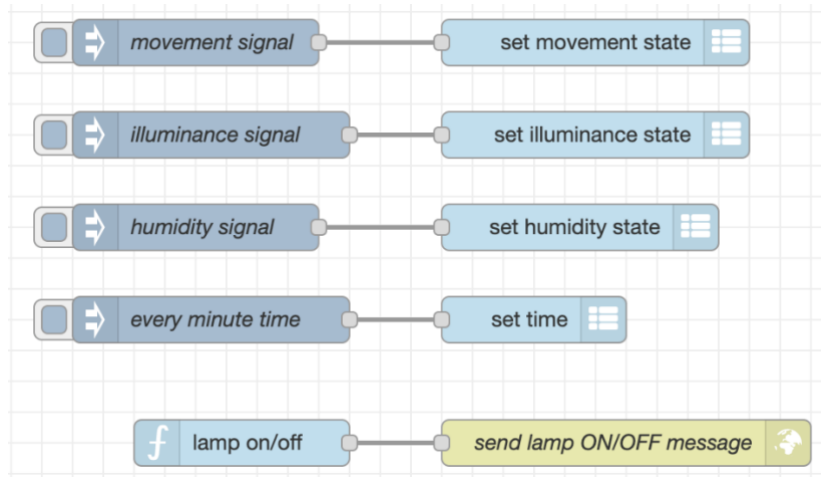 movement signal set movement state
illuminance signal set illuminance state
humidity signal set humidity state
every minute time set time
lamp on/off send lamp ON/OFF message